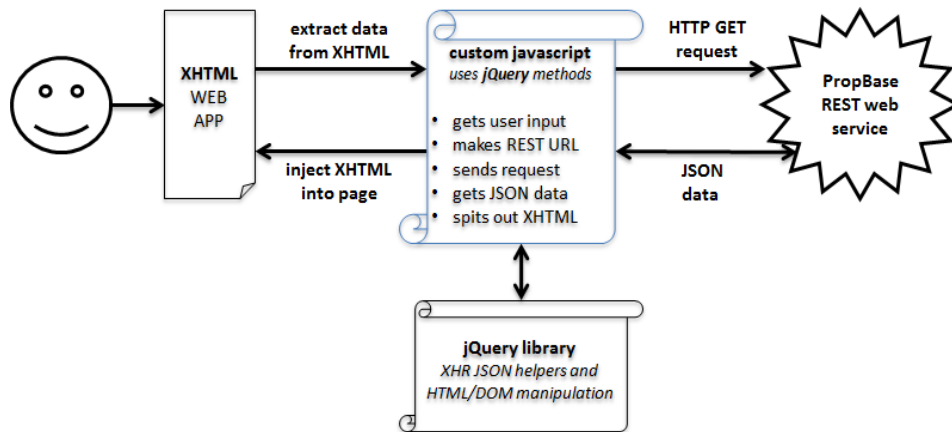 XHTML
WEB
APP
extract data
from XHTML
inject XHTML
into page
custom javascript
uses jQuery methods
• gets user input
• makes REST URL
• sends request
• gets JSON data
• spits out XHTML
HTTP GET
request
JSON
data
PropBase
REST web
service
jQuery library
XHR JSON helpers and
HTML/DOM manipulation